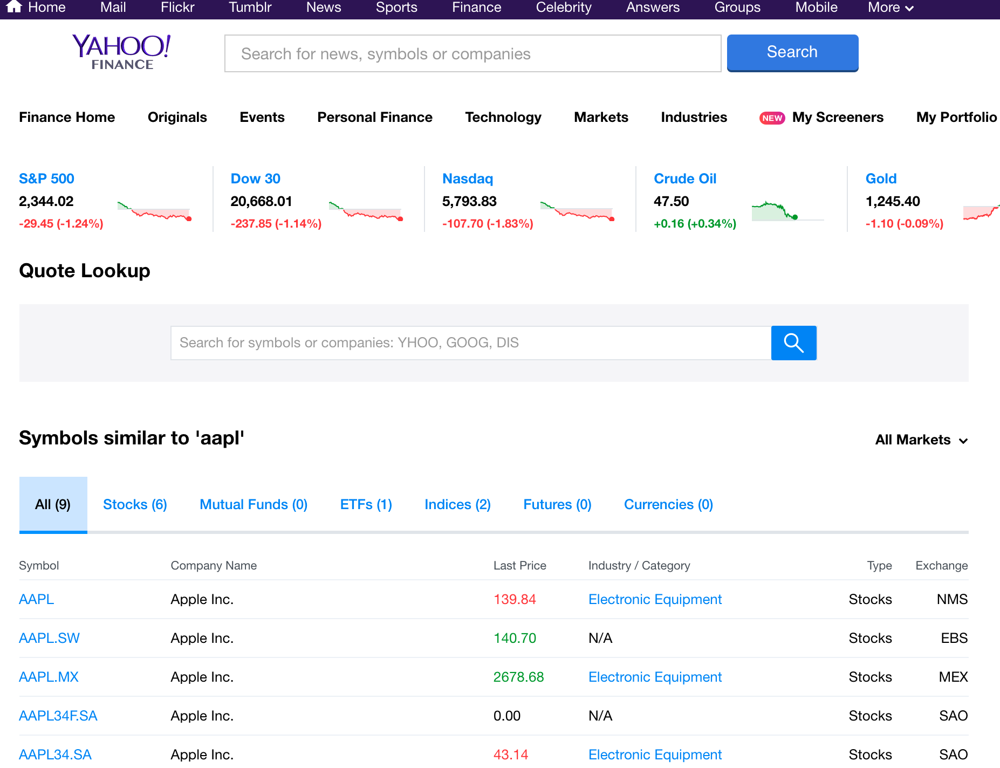 Home Mail Flickr Tumblr News Sports Finance Celebrity Answers Groups Mobile More
YAHOO!
FINANCE
Search for news, symbols or companies
Search
Finance Home Originals Events Personal Finance Technology Markets Industries NEW My Screeners My Portfolio
S&P 500 Dow 30 Nasdaq Crude Oil Gold
2,344.02 20,668.01 5,793.83 47.50 1,245.40
-29.45 (-1.24%) -237.85 (-1.14%) -107.70 (-1.83%) +0.16 (+0.34%) -1.10 (-0.09%)
Quote Lookup
Search for symbols or companies: YHOO, GOOG, DIS
Symbols similar to 'aapl' All Markets
All (9) Stocks (6) Mutual Funds (0) ETFs (1) Indices (2) Futures (0) Currencies (0)
Symbol Company Name Last Price Industry / Category Type Exchange
AAPL Apple Inc. 139.84 Electronic Equipment Stocks NMS
AAPL.SW Apple Inc. 140.70 N/A Stocks EBS
AAPL.MX Apple Inc. 2678.68 Electronic Equipment Stocks MEX
AAPL34F.SA Apple Inc. 0.00 N/A Stocks SAO
AAPL34.SA Apple Inc. 43.14 Electronic Equipment Stocks SAO